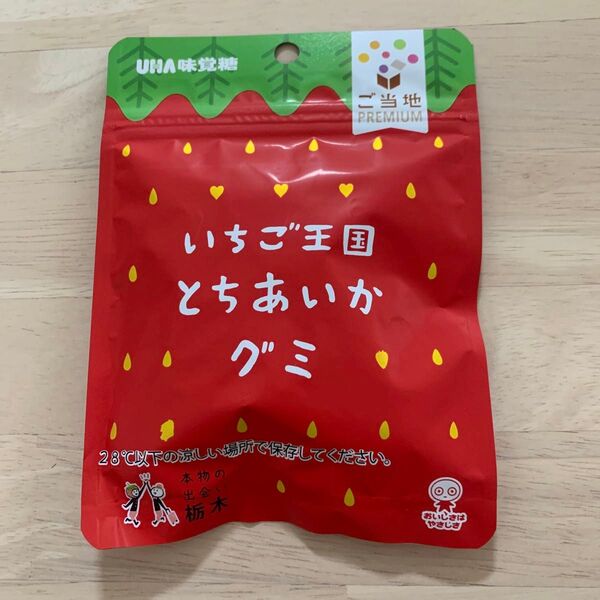 UHA味覚糖
ご当地
PREMIUM
いちご王国
とちあいか
グミ
28℃以下の涼しい場所で保存してください。
本物の
出会い
栃木
おいしさは
やさしさ